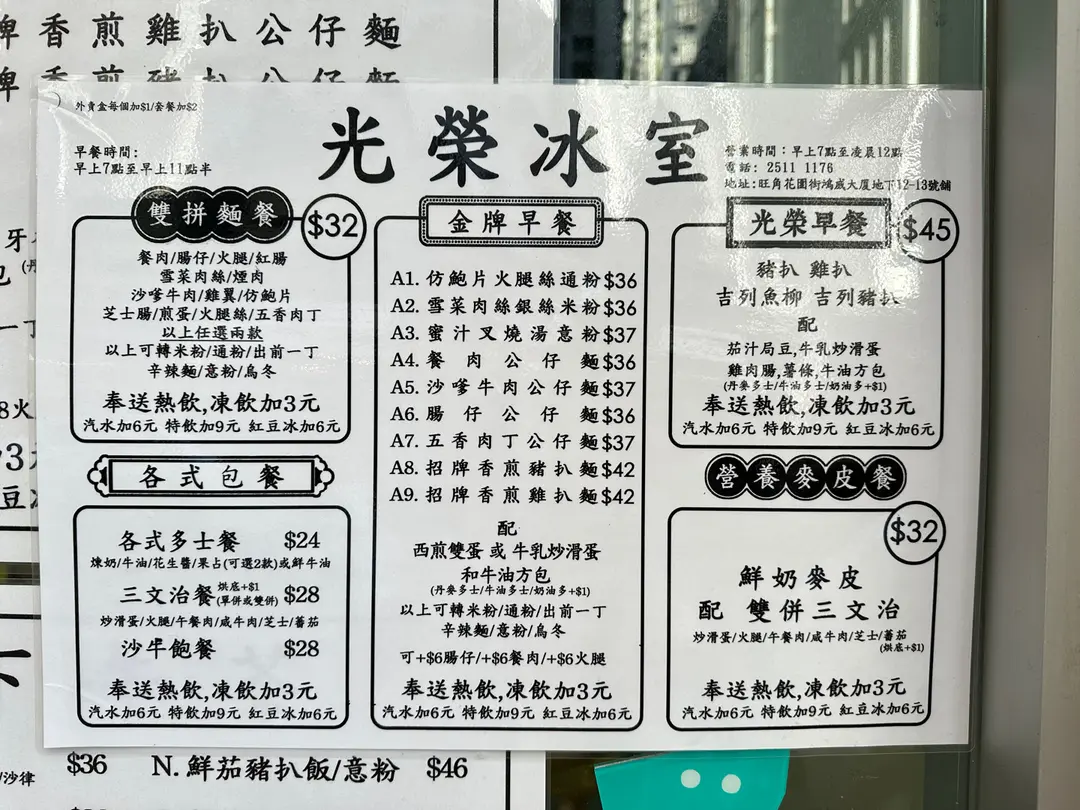 牌香煎雞扒公仔麵
牌香煎豬扒公仔麵
外賣盒每個加$1/套餐加$2
早餐時間:
早上7點至早上11點半
光榮冰室
營業時間:早上7點至凌晨12點
電話: 2511 1176
地址:旺角花園街鴻威大厦地下12-13號舖
雙拼麵餐
$32
餐肉/腸仔/火腿/紅腸
雪菜肉絲/煙肉
沙嗲牛肉/雞翼/仿鮑片
芝士腸/煎蛋/火腿絲/五香肉丁
以上任選兩款
以上可轉米粉/通粉/出前一丁
辛辣麵/意粉/烏冬
奉送熱飲,凍飲加3元
汽水加6元 特飲加9元 紅豆冰加6元
各式包餐
各式多士餐 $24
煉奶/牛油/花生醬/果占(可選2款)或鮮牛油
三文治餐 烘底+$1 (單併或雙併) $28
炒滑蛋/火腿/午餐肉/咸牛肉/芝士/蕃茄
沙牛飽餐 $28
奉送熱飲,凍飲加3元
汽水加6元 特飲加9元 紅豆冰加6元
金牌早餐
A1. 仿鮑片火腿絲通粉 $36
A2. 雪菜肉絲銀絲米粉 $36
A3. 蜜汁叉燒湯意粉 $37
A4. 餐肉公仔麵 $36
A5. 沙嗲牛肉公仔麵 $37
A6. 腸仔公仔麵 $36
A7. 五香肉丁公仔麵 $37
A8. 招牌香煎豬扒麵 $42
A9. 招牌香煎雞扒麵 $42
配
西煎雙蛋 或 牛乳炒滑蛋
和牛油方包
(丹麥多士/牛油多士/奶油多+$1)
以上可轉米粉/通粉/出前一丁
辛辣麵/意粉/烏冬
可+$6腸仔/+$6餐肉/+$6火腿
奉送熱飲,凍飲加3元
汽水加6元 特飲加9元 紅豆冰加6元
光榮早餐
$45
豬扒 雞扒
吉列魚柳 吉列豬扒
配
茄汁局豆,牛乳炒滑蛋
雞肉腸,薯條,牛油方包
(丹麥多士/牛油多士/奶油多+$1)
奉送熱飲,凍飲加3元
汽水加6元 特飲加9元 紅豆冰加6元
營養麥皮餐
$32
鮮奶麥皮
配 雙併三文治
炒滑蛋/火腿/午餐肉/咸牛肉/芝士/蕃茄
(烘底+$1)
奉送熱飲,凍飲加3元
汽水加6元 特飲加9元 紅豆冰加6元
/沙律 $36 N. 鮮茄豬扒飯/意粉 $46